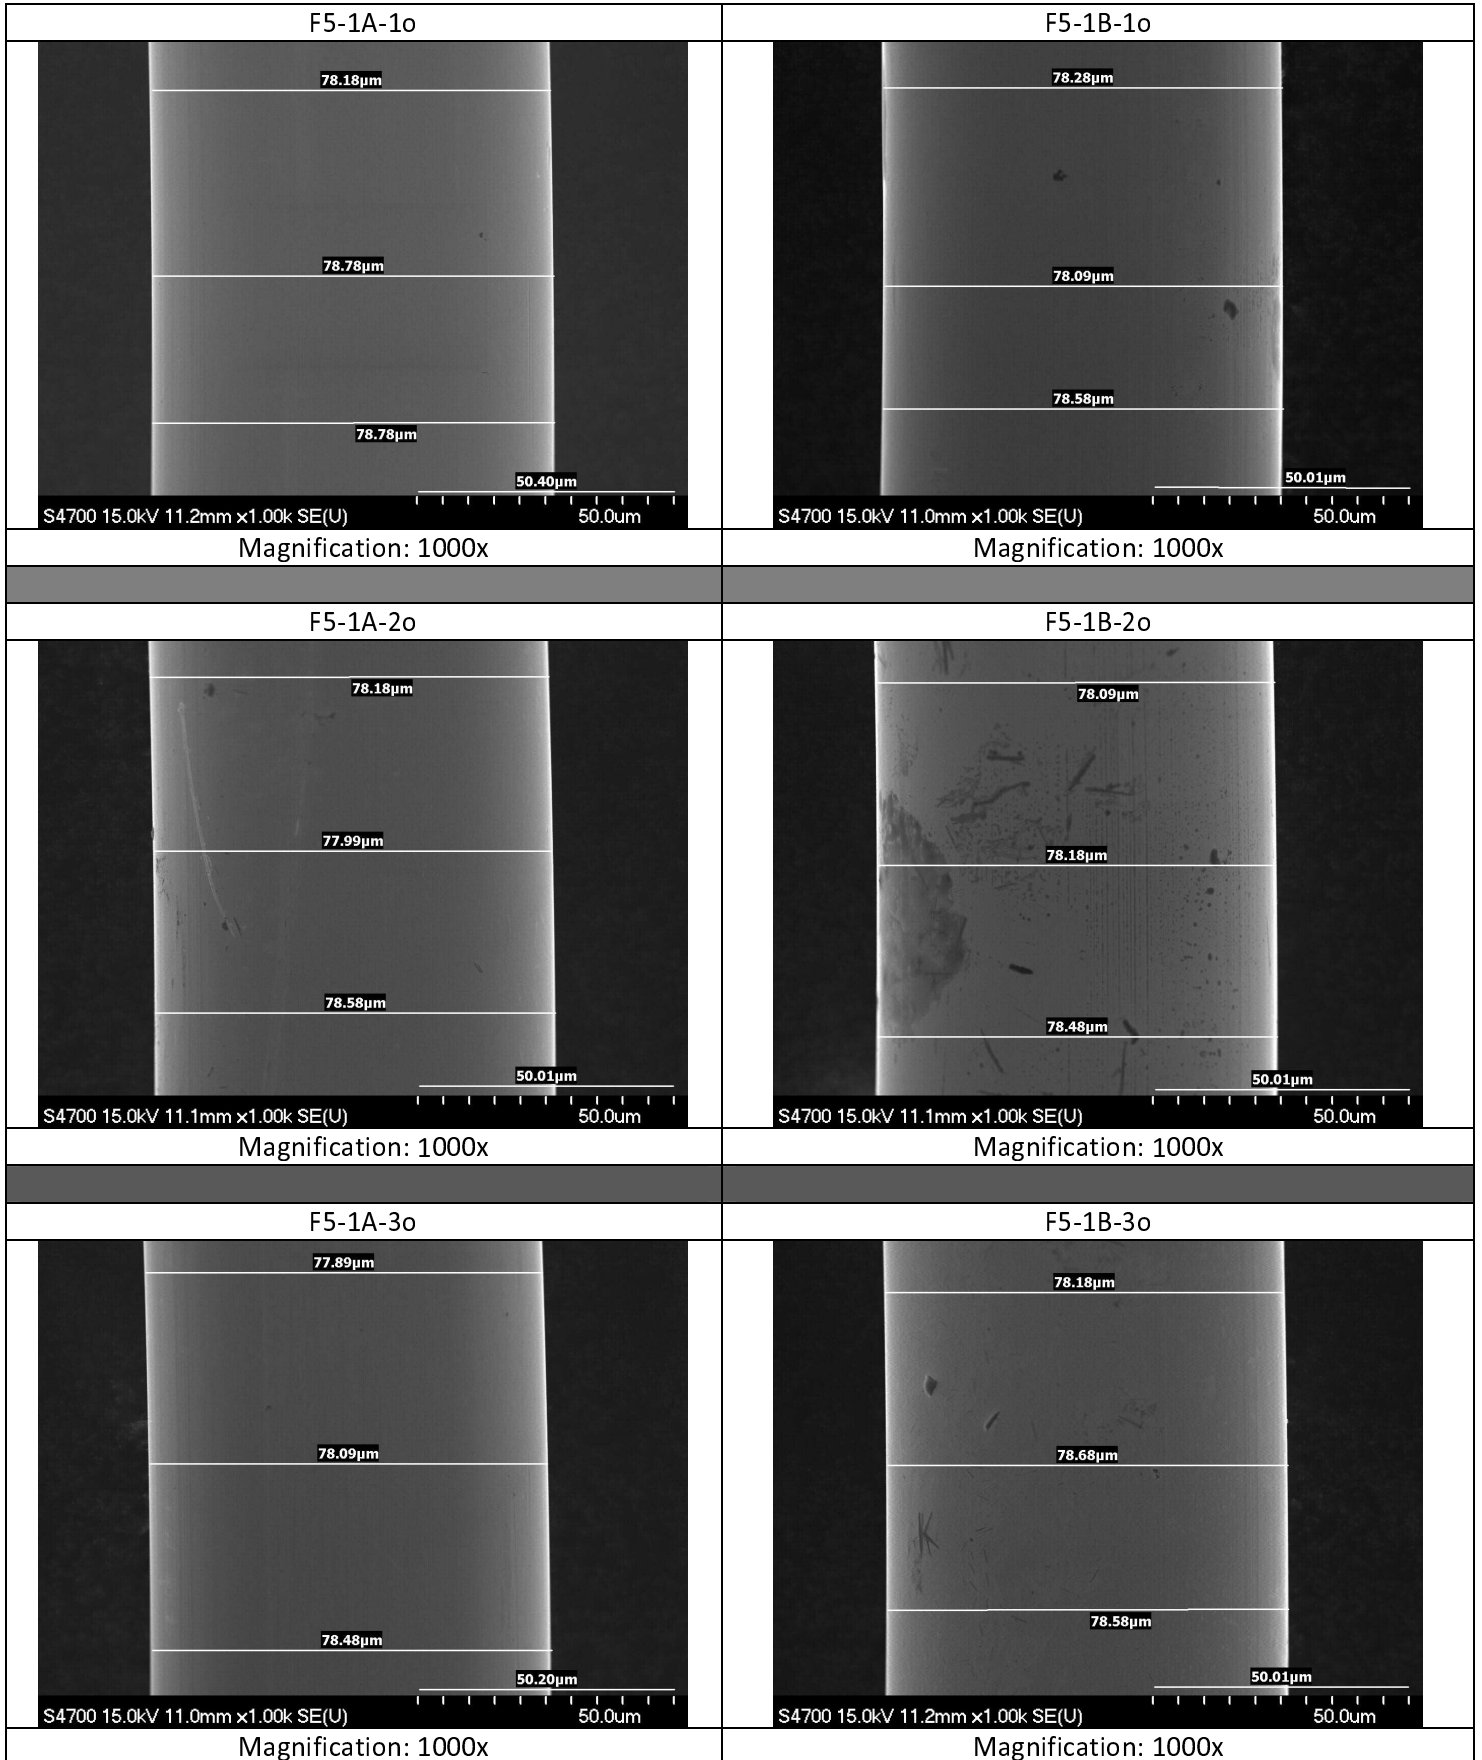 F5-1A-1o
F5-1B-1o
78.18µm
78.78µm
78.78µm
50.40µm
S4700 15.0kV 11.2mm x1.00k SE(U)
50.0um
78.28µm
78.09µm
78.58µm
50.01µm
S4700 15.0kV 11.0mm x1.00k SE(U)
50.0um
Magnification: 1000x
Magnification: 1000x
F5-1A-2o
F5-1B-2o
78.18µm
77.99µm
78.58µm
50.01µm
S4700 15.0kV 11.1mm x1.00k SE(U)
50.0um
78.09µm
78.18µm
78.48µm
50.01µm
S4700 15.0kV 11.1mm x1.00k SE(U)
50.0um
Magnification: 1000x
Magnification: 1000x
F5-1A-3o
F5-1B-3o
77.89µm
78.09µm
78.48µm
50.20µm
S4700 15.0kV 11.0mm x1.00k SE(U)
50.0um
78.18µm
78.68µm
78.58µm
50.01µm
S4700 15.0kV 11.2mm x1.00k SE(U)
50.0um
Magnification: 1000x
Magnification: 1000x